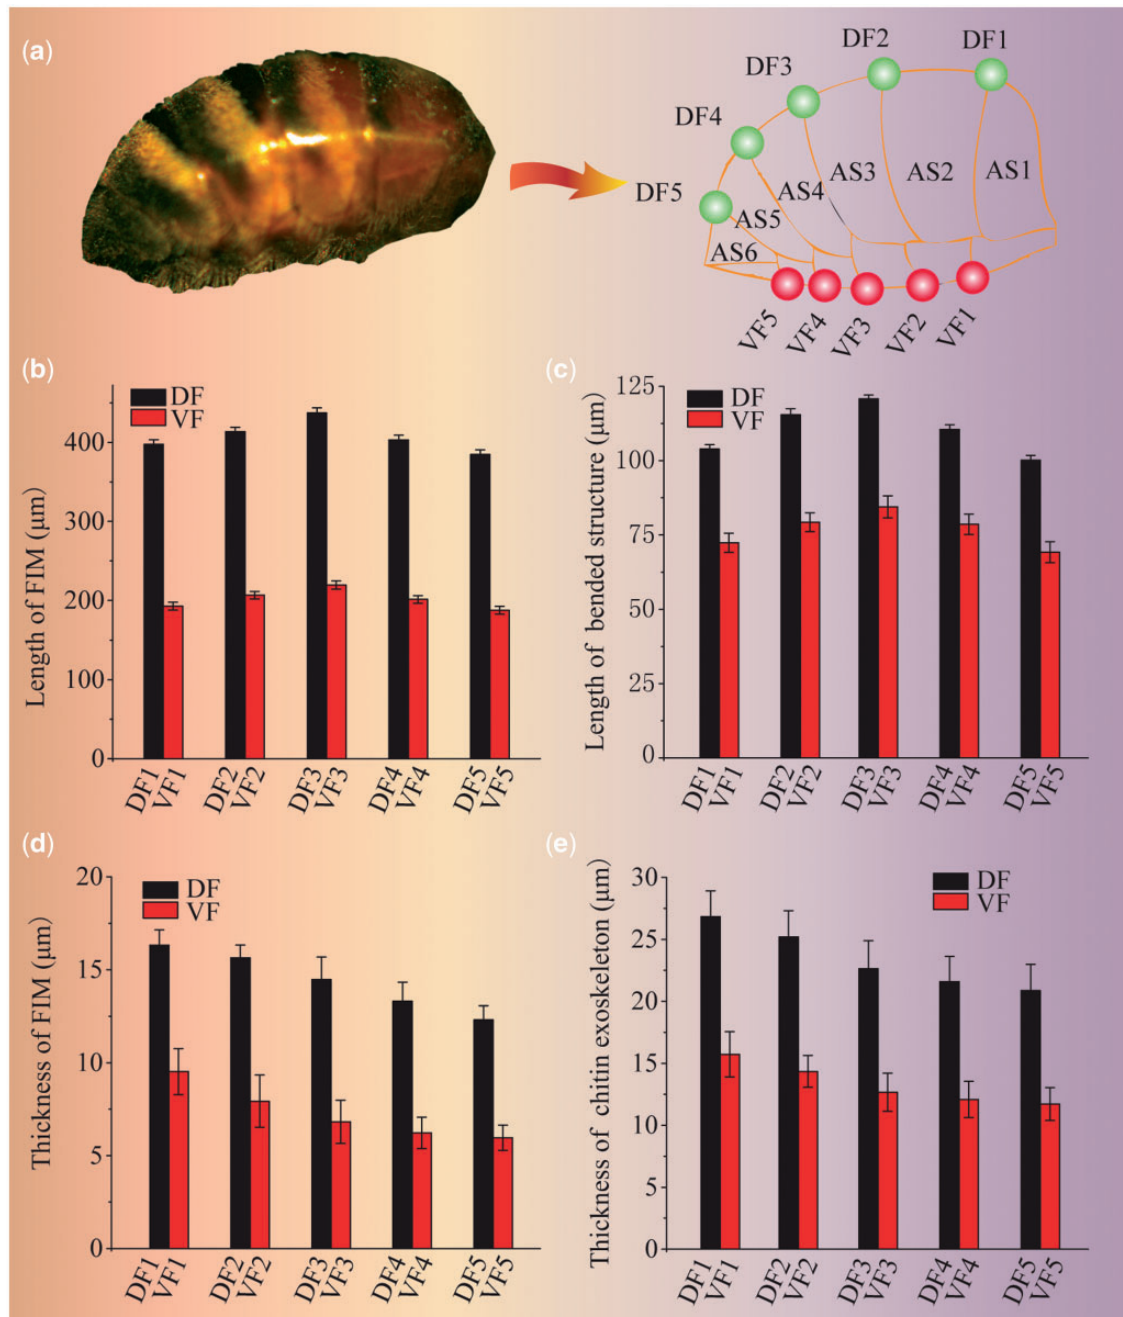 (a)
DF1
DF2
DF3
DF4
DF5
AS1
AS2
AS3
AS4
AS5
AS6
VF5
VF4
VF3
VF2
VF1
(b)
DF
VF
Length of FIM (μm)
400
300
200
100
0
DF1 VF1 DF2 VF2 DF3 VF3 DF4 VF4 DF5 VF5
(c)
DF
VF
Length of bended structure (μm)
125
100
75
50
25
0
DF1 VF1 DF2 VF2 DF3 VF3 DF4 VF4 DF5 VF5
(d)
DF
VF
Thickness of FIM (μm)
20
15
10
5
0
DF1 VF1 DF2 VF2 DF3 VF3 DF4 VF4 DF5 VF5
(e)
DF
VF
Thickness of chitin exoskeleton (μm)
30
25
20
15
10
5
0
DF1 VF1 DF2 VF2 DF3 VF3 DF4 VF4 DF5 VF5